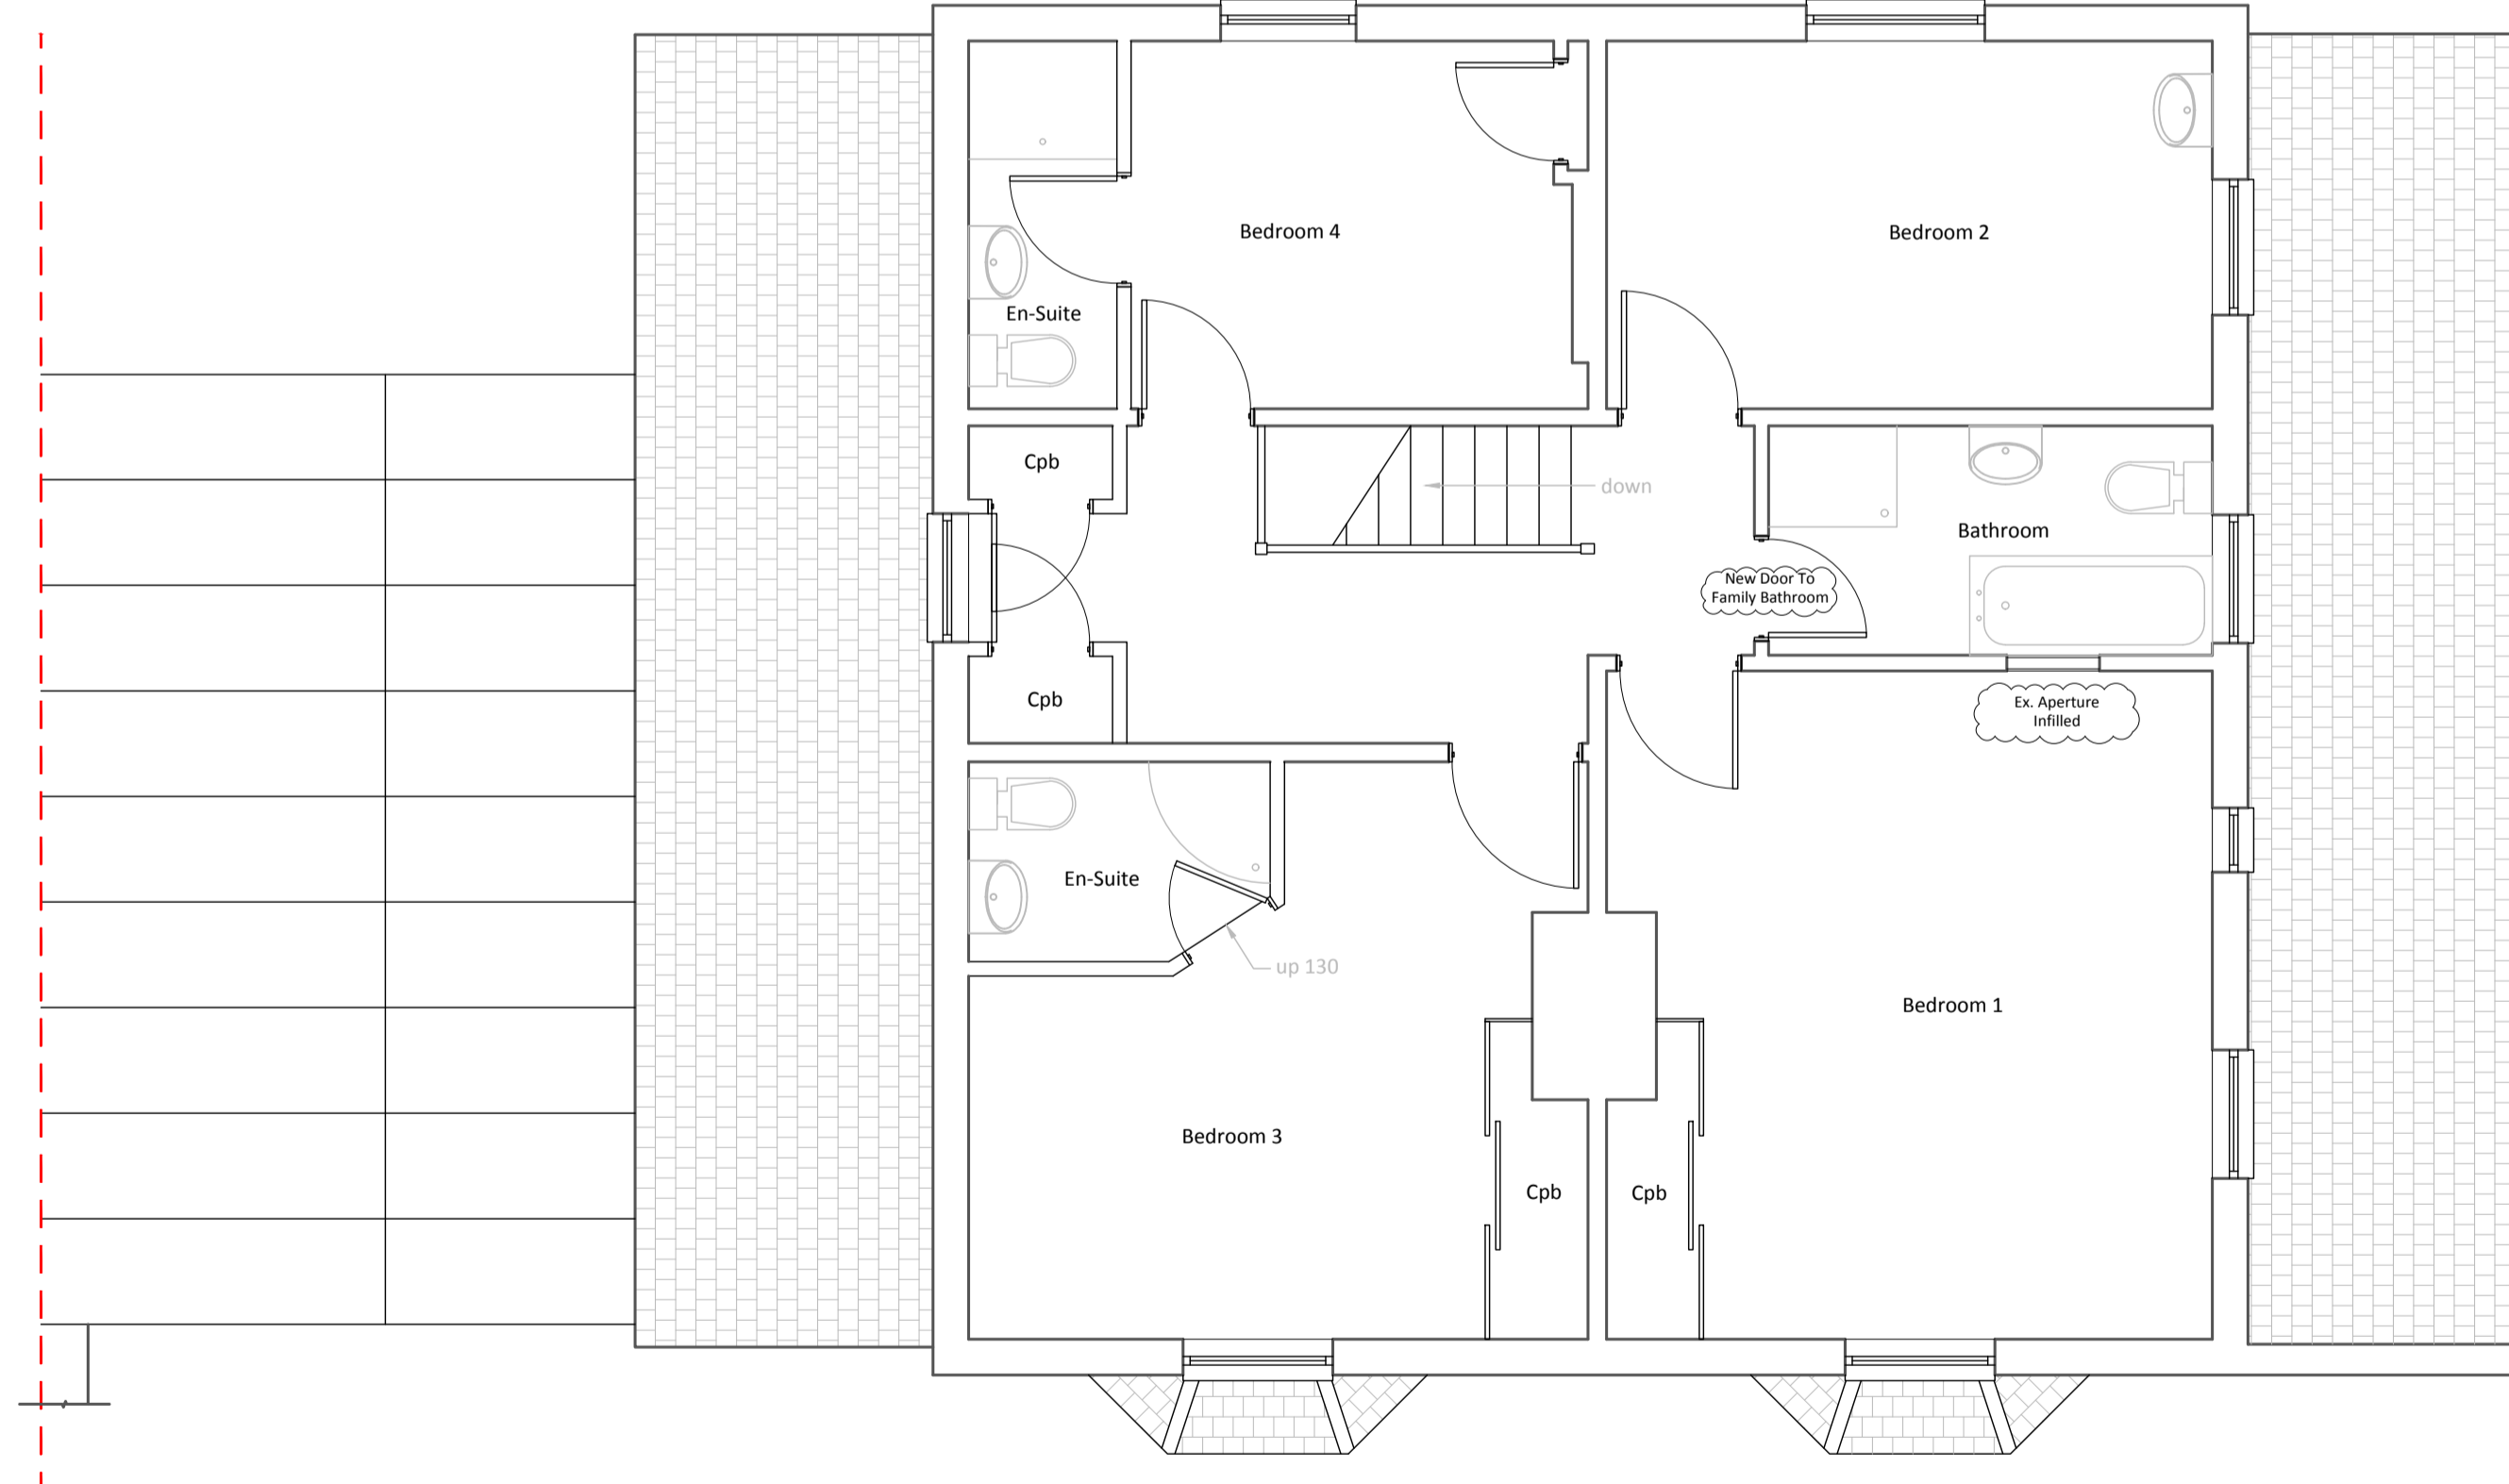 Bedroom 4
Bedroom 2
En-Suite
Cpb
down
Bathroom
New Door To
Family Bathroom
Cpb
Ex. Aperture
Infilled
En-Suite
up 130
Bedroom 1
Bedroom 3
Cpb
Cpb